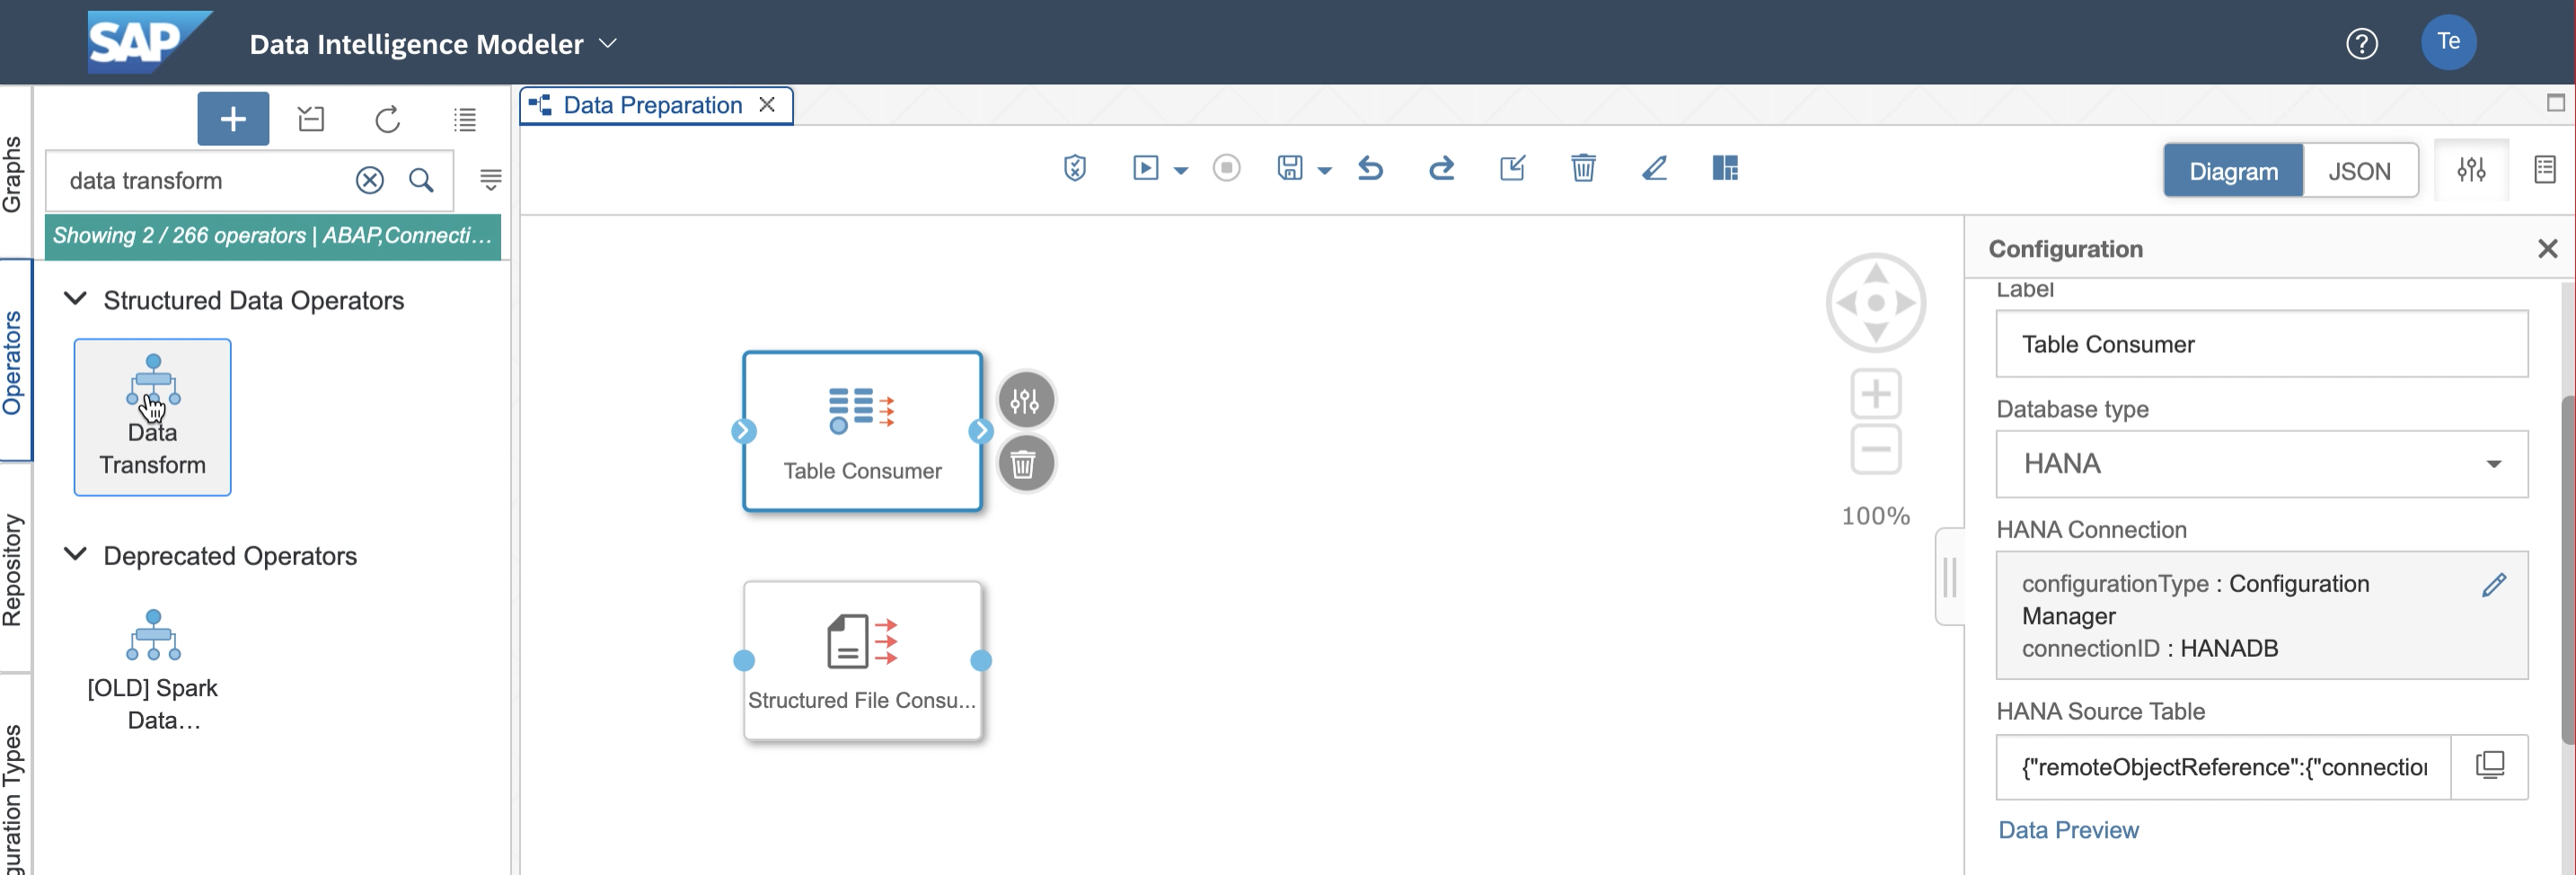 SAP
Data Intelligence Modeler
Te
Graphs
Operators
Repository
guration Types
data transform
Showing 2 / 266 operators | ABAP,Connecti...
Structured Data Operators
Data
Transform
Deprecated Operators
[OLD] Spark
Data...
Data Preparation
Diagram
JSON
Table Consumer
Structured File Consu...
100%
Configuration
Label
Table Consumer
Database type
HANA
HANA Connection
configurationType : Configuration
Manager
connectionID : HANADB
HANA Source Table
{"remoteObjectReference":{"connection
Data Preview